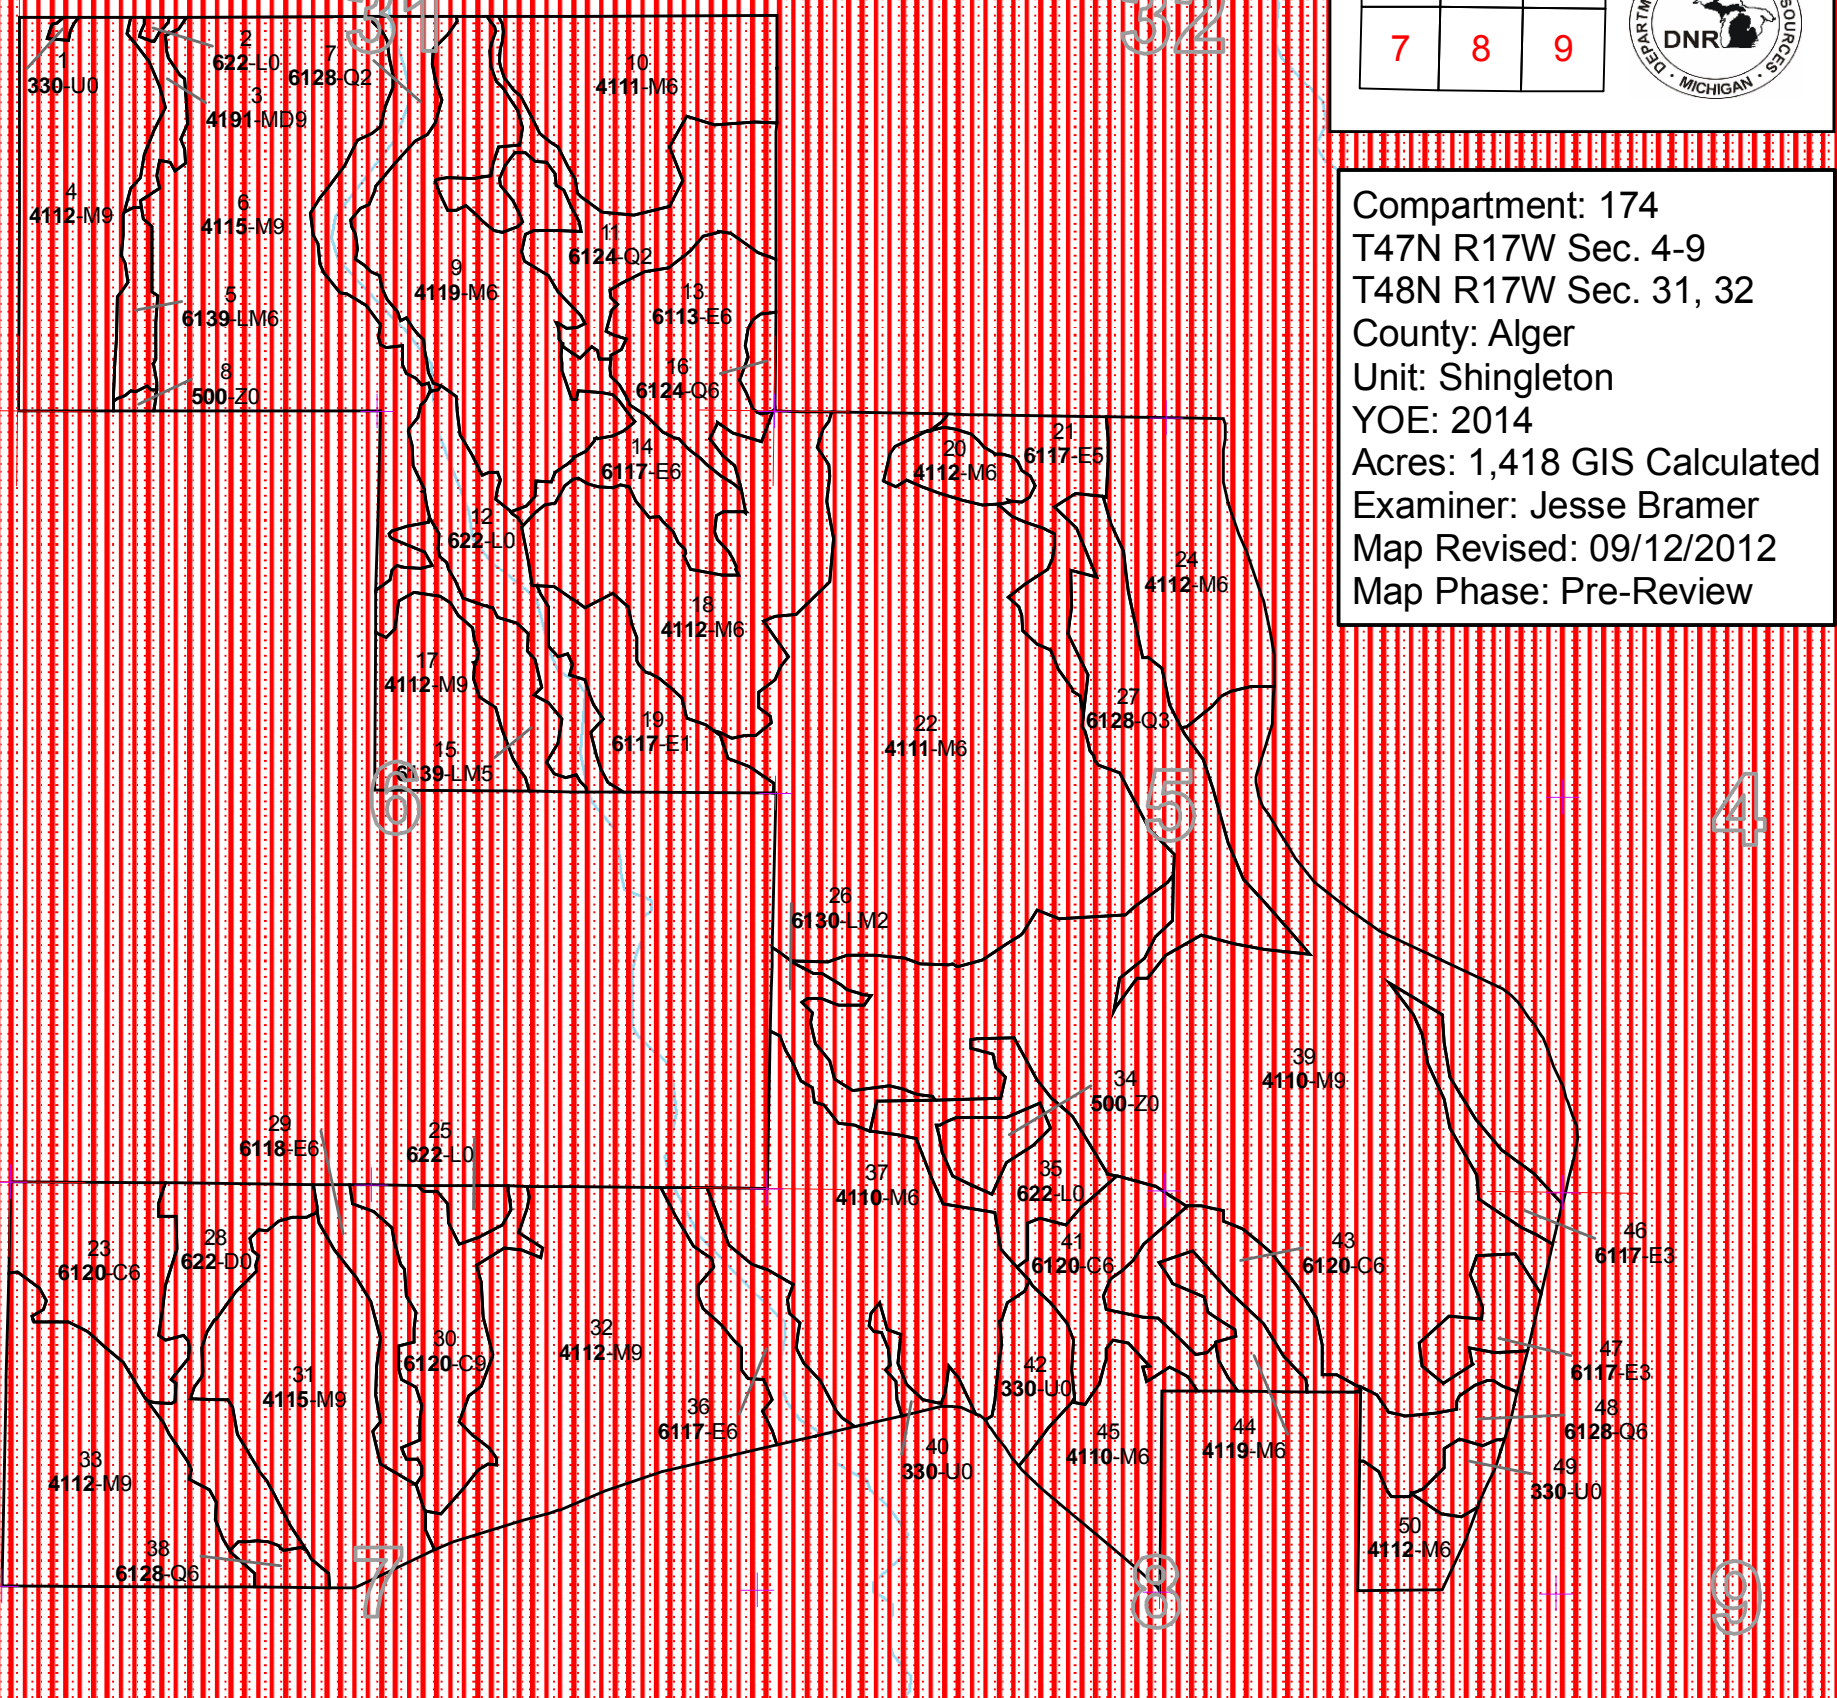 31
32
7 8 9
DNR
MICHIGAN
Compartment: 174
T47N R17W Sec. 4-9
T48N R17W Sec. 31, 32
County: Alger
Unit: Shingleton
YOE: 2014
Acres: 1,418 GIS Calculated
Examiner: Jesse Bramer
Map Revised: 09/12/2012
Map Phase: Pre-Review
1
330-U0
2
622-L0
3
4191-MD9
4
4112-M9
5
6139-LM6
6
4115-M9
7
6128-Q2
8
500-Z0
9
4119-M6
10
4111-M6
11
6124-Q2
12
622-L0
13
6113-E6
14
6117-E6
15
6139-LM5
16
6124-Q6
17
4112-M9
18
4112-M6
19
6117-E1
20
4112-M6
21
6117-E5
22
4111-M6
23
6120-C6
24
4112-M6
25
622-L0
26
6130-LM2
27
6128-Q3
28
622-D0
29
6118-E6
30
6120-C9
31
4115-M9
32
4112-M9
33
4112-M9
34
500-Z0
35
622-L0
36
6117-E6
37
4110-M6
38
6128-Q6
39
4110-M9
40
330-U0
41
6120-C6
42
330-U0
43
6120-C6
44
4119-M6
45
4110-M6
46
6117-E3
47
6117-E3
48
6128-Q6
49
330-U0
50
4112-M6
6
5
4
7
8
9